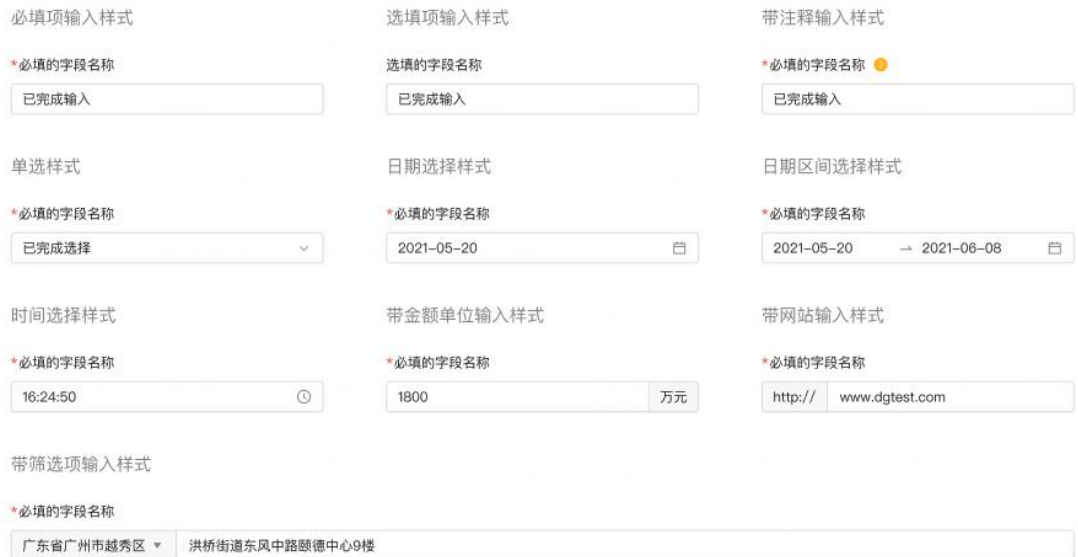 必填项输入样式 选填项输入样式 带注释输入样式
*必填的字段名称 选填的字段名称 *必填的字段名称
已完成输入 已完成输入 已完成输入
单选样式 日期选择样式 日期区间选择样式
*必填的字段名称 *必填的字段名称 *必填的字段名称
已完成选择 2021-05-20 2021-05-20 → 2021-06-08
时间选择样式 带金额单位输入样式 带网站输入样式
*必填的字段名称 *必填的字段名称 *必填的字段名称
16:24:50 1800 万元 http:// www.dgtest.com
带筛选项输入样式
*必填的字段名称
广东省广州市越秀区 洪桥街道东风中路颐德中心9楼